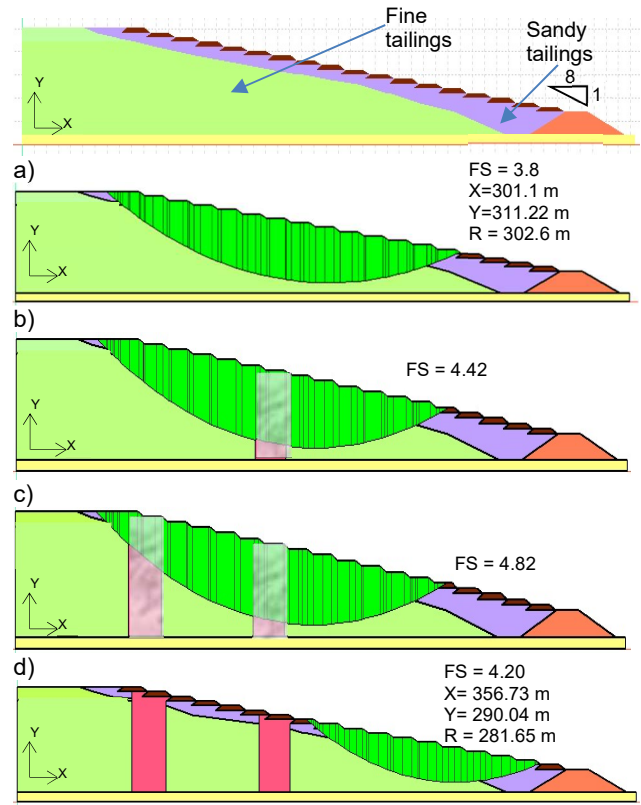 Fine
tailings
Sandy
tailings
8
1
Y
X
a)
FS = 3.8
X=301.1 m
Y=311.22 m
R = 302.6 m
Y
X
b)
FS = 4.42
Y
X
c)
FS = 4.82
Y
X
d)
FS = 4.20
X= 356.73 m
Y= 290.04 m
R = 281.65 m
Y
X